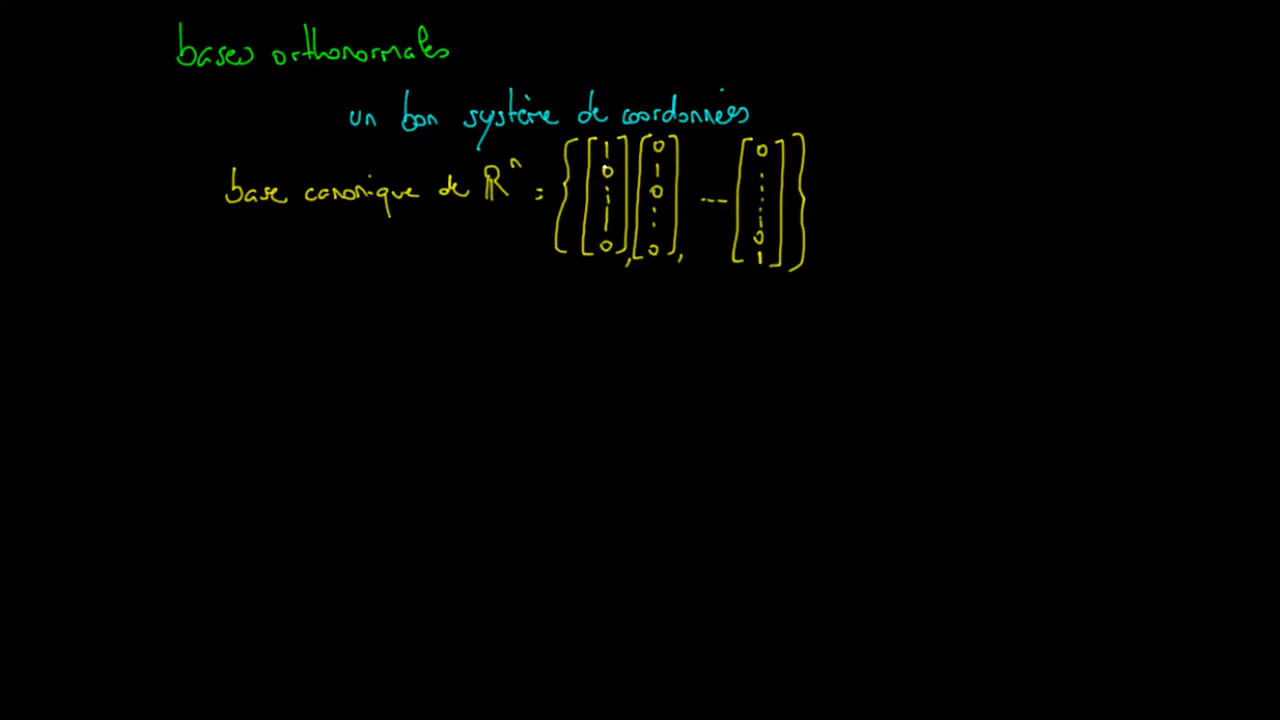 bases orthonormales
un bon système de coordonnées
base canonique de ℝⁿ = { [1 0 ⋮ 0], [0 1 0 ⋮ 0], ... [0 ⋮ 0 1] }